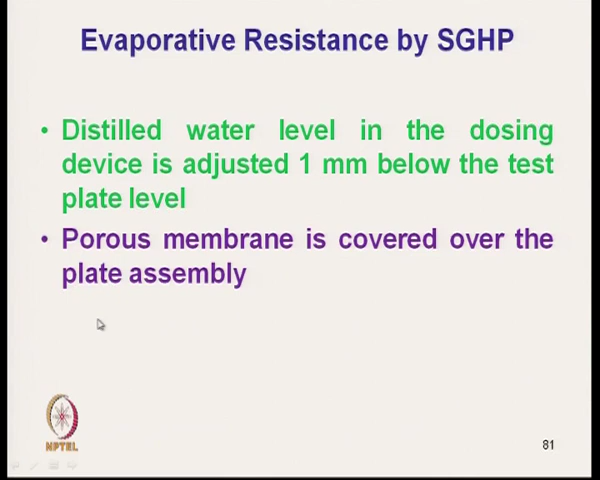 Evaporative Resistance by SGHP
• Distilled water level in the dosing
device is adjusted 1 mm below the test
plate level
• Porous membrane is covered over the
plate assembly
NPTEL
81